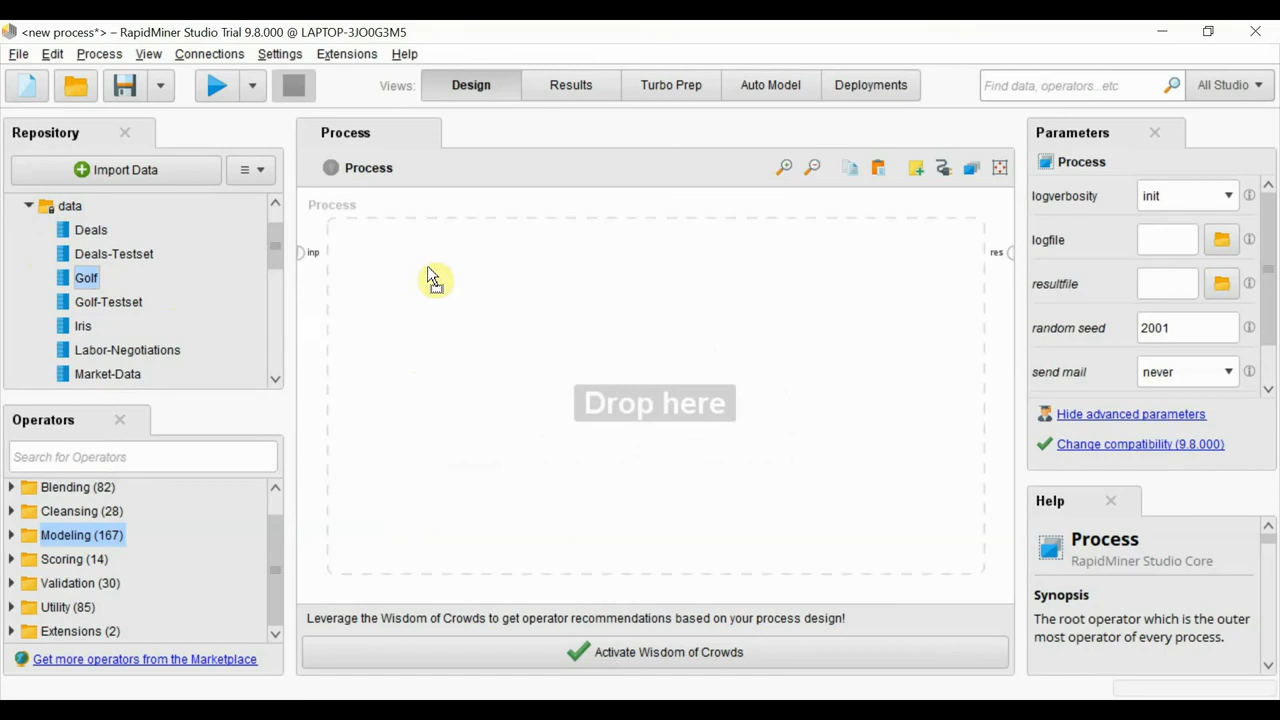 <new process*> – RapidMiner Studio Trial 9.8.000 @ LAPTOP-3JO0G3M5
File Edit Process View Connections Settings Extensions Help
Views: Design Results Turbo Prep Auto Model Deployments Find data, operators...etc All Studio
Repository
Import Data
data
Deals
Deals-Testset
Golf
Golf-Testset
Iris
Labor-Negotiations
Market-Data
Operators
Search for Operators
Blending (82)
Cleansing (28)
Modeling (167)
Scoring (14)
Validation (30)
Utility (85)
Extensions (2)
Get more operators from the Marketplace
Process
Process
Process
inp
res
Drop here
Leverage the Wisdom of Crowds to get operator recommendations based on your process design!
Activate Wisdom of Crowds
Parameters
Process
logverbosity init
logfile
resultfile
random seed 2001
send mail never
Hide advanced parameters
Change compatibility (9.8.000)
Help
Process
RapidMiner Studio Core
Synopsis
The root operator which is the outer
most operator of every process.